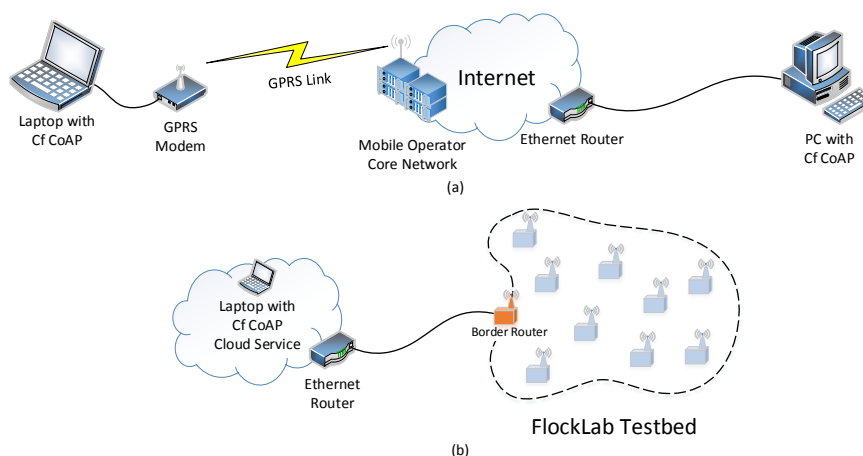 Laptop with
Cf CoAP
GPRS
Modem
GPRS Link
Internet
Mobile Operator
Core Network
Ethernet Router
PC with
Cf CoAP
(a)
Laptop with
Cf CoAP
Cloud Service
Ethernet
Router
Border Router
FlockLab Testbed
(b)